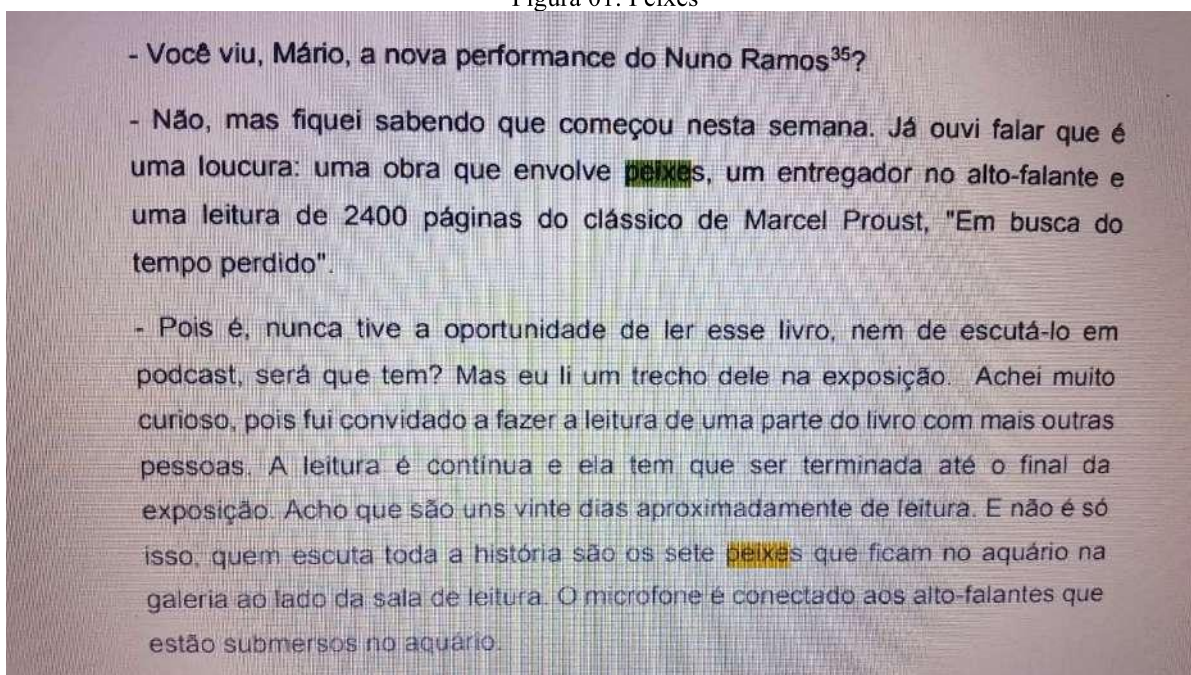 Figura 01: Peixes
- Você viu, Mário, a nova performance do Nuno Ramos³⁵?
- Não, mas fiquei sabendo que começou nesta semana. Já ouvi falar que é
uma loucura: uma obra que envolve peixes, um entregador no alto-falante e
uma leitura de 2400 páginas do clássico de Marcel Proust, "Em busca do
tempo perdido".
- Pois é, nunca tive a oportunidade de ler esse livro, nem de escutá-lo em
podcast, será que tem? Mas eu li um trecho dele na exposição. Achei muito
curioso, pois fui convidado a fazer a leitura de uma parte do livro com mais outras
pessoas. A leitura é contínua e ela tem que ser terminada até o final da
exposição. Acho que são uns vinte dias aproximadamente de leitura. E não é só
isso, quem escuta toda a história são os sete peixes que ficam no aquário na
galeria ao lado da sala de leitura. O microfone é conectado aos alto-falantes que
estão submersos no aquário.